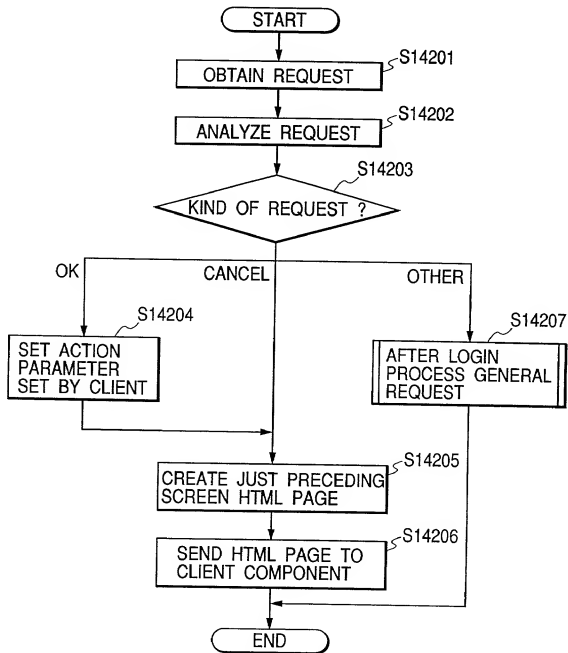 START
S14201
OBTAIN REQUEST
S14202
ANALYZE REQUEST
S14203
KIND OF REQUEST ?
OK
CANCEL
OTHER
S14204
SET ACTION
PARAMETER
SET BY CLIENT
S14207
AFTER LOGIN
PROCESS GENERAL
REQUEST
S14205
CREATE JUST PRECEDING
SCREEN HTML PAGE
S14206
SEND HTML PAGE TO
CLIENT COMPONENT
END